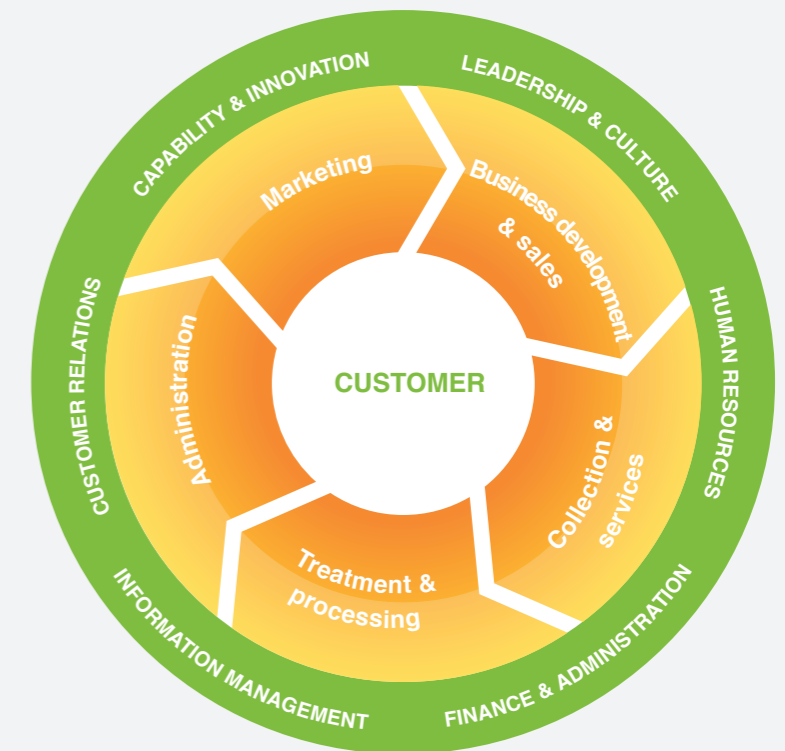 CAPABILITY & INNOVATION
LEADERSHIP & CULTURE
HUMAN RESOURCES
FINANCE & ADMINISTRATION
INFORMATION MANAGEMENT
CUSTOMER RELATIONS
Marketing
Business development
& sales
Collection &
services
Treatment &
processing
Administration
CUSTOMER